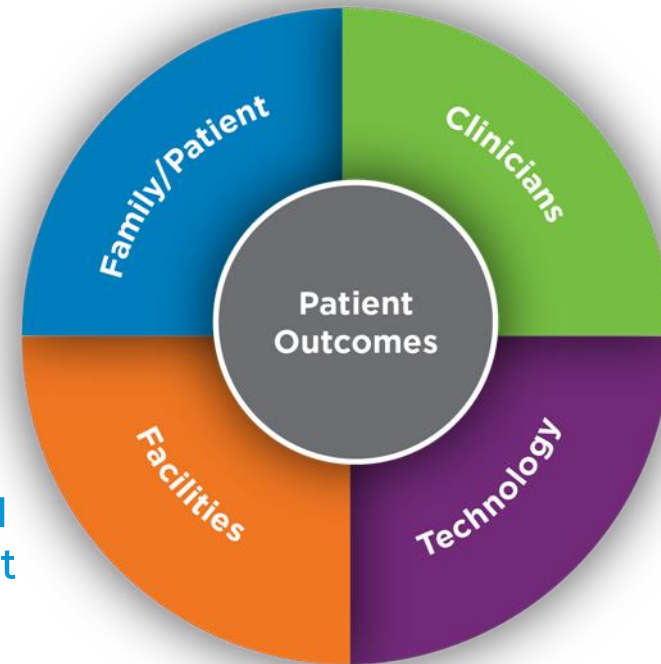 Family/Patient
Clinicians
Patient
Outcomes
Facilities
Technology